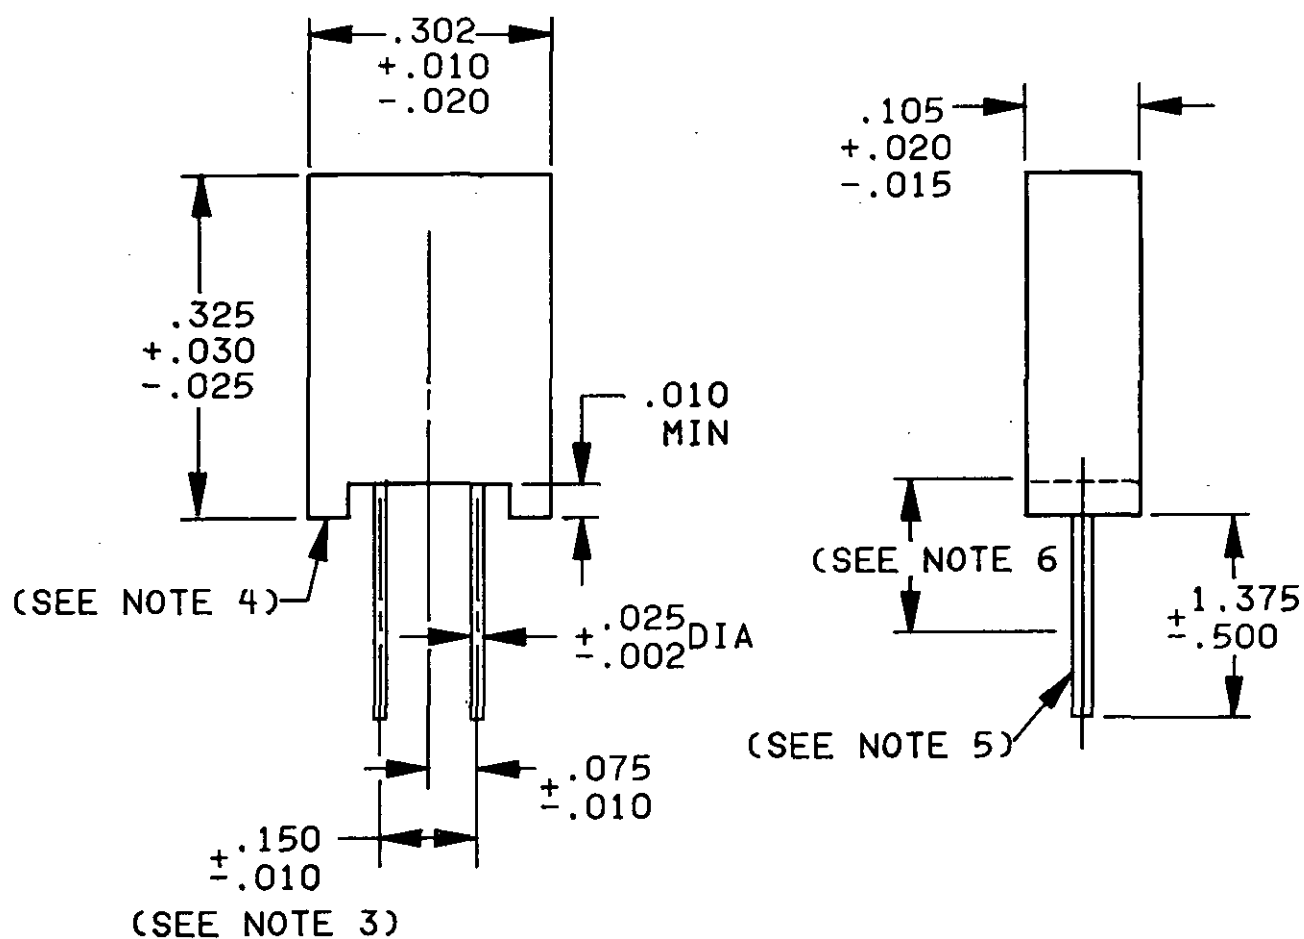 .302
+.010
-.020
.105
+.020
-.015
.325
+.030
-.025
.010
MIN
(SEE NOTE 4)
.025 DIA
±.002
(SEE NOTE 6
1.375
±.500
(SEE NOTE 5)
.075
±.010
.150
±.010
(SEE NOTE 3)